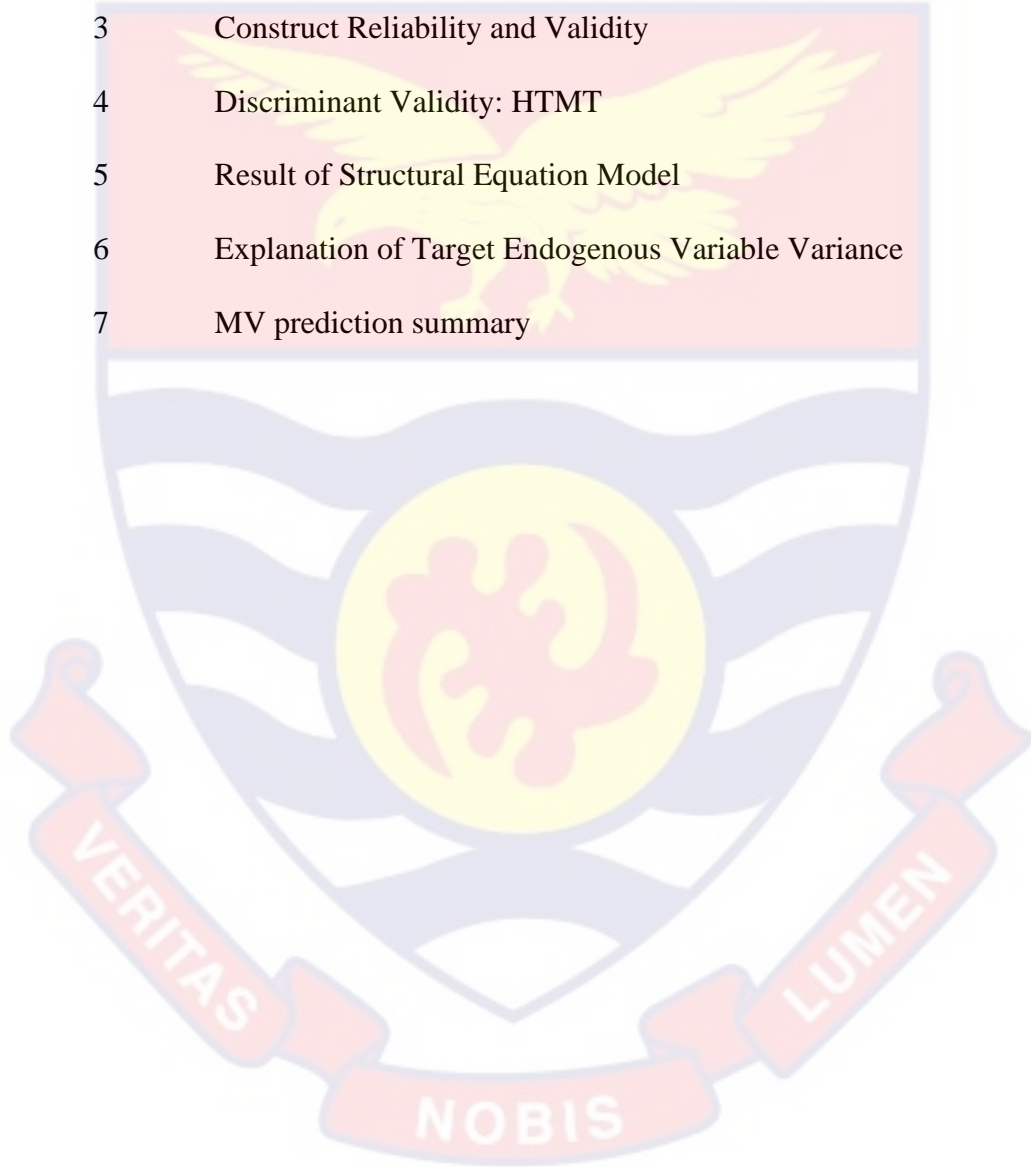 3 Construct Reliability and Validity
4 Discriminant Validity: HTMT
5 Result of Structural Equation Model
6 Explanation of Target Endogenous Variable Variance
7 MV prediction summary
VERITAS
NOBIS
LUMEN